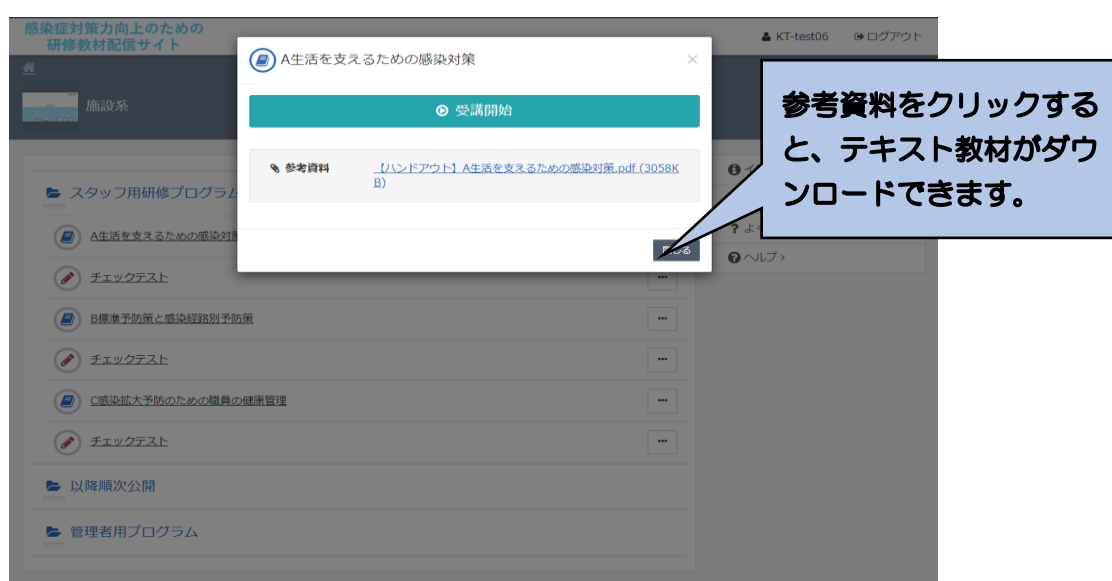 感染症対策力向上のための
研修教材配信サイト
KT-test06 ログアウト
施設系
A生活を支えるための感染対策
×
受講開始
参考資料 【ハンドアウト】A生活を支えるための感染対策.pdf (3058K
B)
閉じる
参考資料をクリックする
と、テキスト教材がダウ
ンロードできます。
スタッフ用研修プログラム
A生活を支えるための感染対策
チェックテスト
B標準予防策と感染経路別予防策
チェックテスト
C感染拡大予防のための職員の健康管理
チェックテスト
以降順次公開
管理者用プログラム
ヘルプ ›